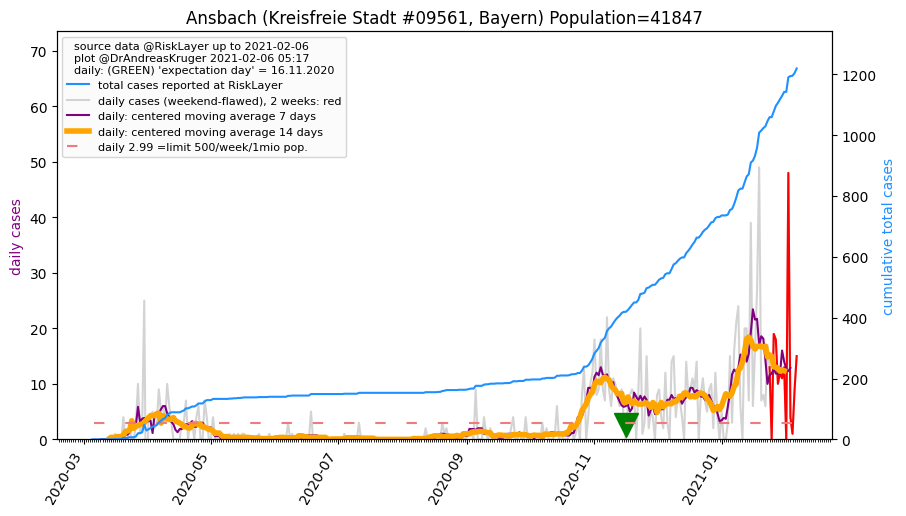 Ansbach (Kreisfreie Stadt #09561, Bayern) Population=41847
source data @RiskLayer up to 2021-02-06
plot @DrAndreasKruger 2021-02-06 05:17
daily: (GREEN) 'expectation day' = 16.11.2020
total cases reported at RiskLayer
daily cases (weekend-flawed), 2 weeks: red
daily: centered moving average 7 days
daily: centered moving average 14 days
daily 2.99 =limit 500/week/1mio pop.
daily cases
70
60
50
40
30
20
10
0
cumulative total cases
1200
1000
800
600
400
200
0
2020-03
2020-05
2020-07
2020-09
2020-11
2021-01